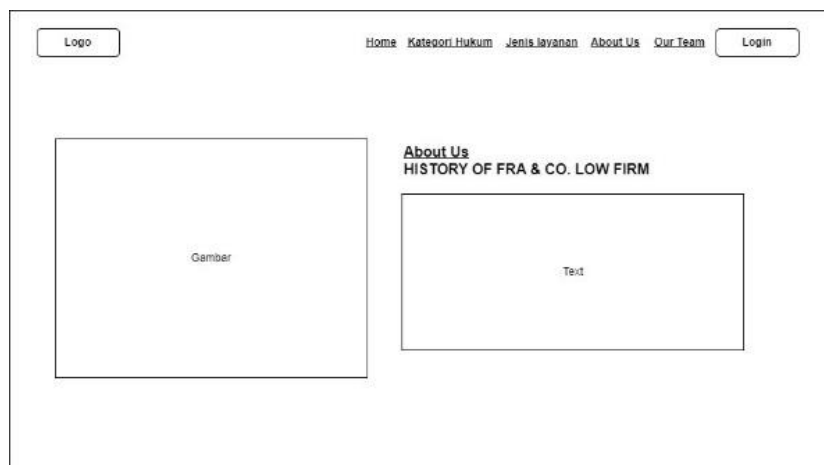 Logo Home Kategori Hukum Jenis layanan About Us Our Team Login
About Us
HISTORY OF FRA & CO. LOW FIRM
Gambar
Text